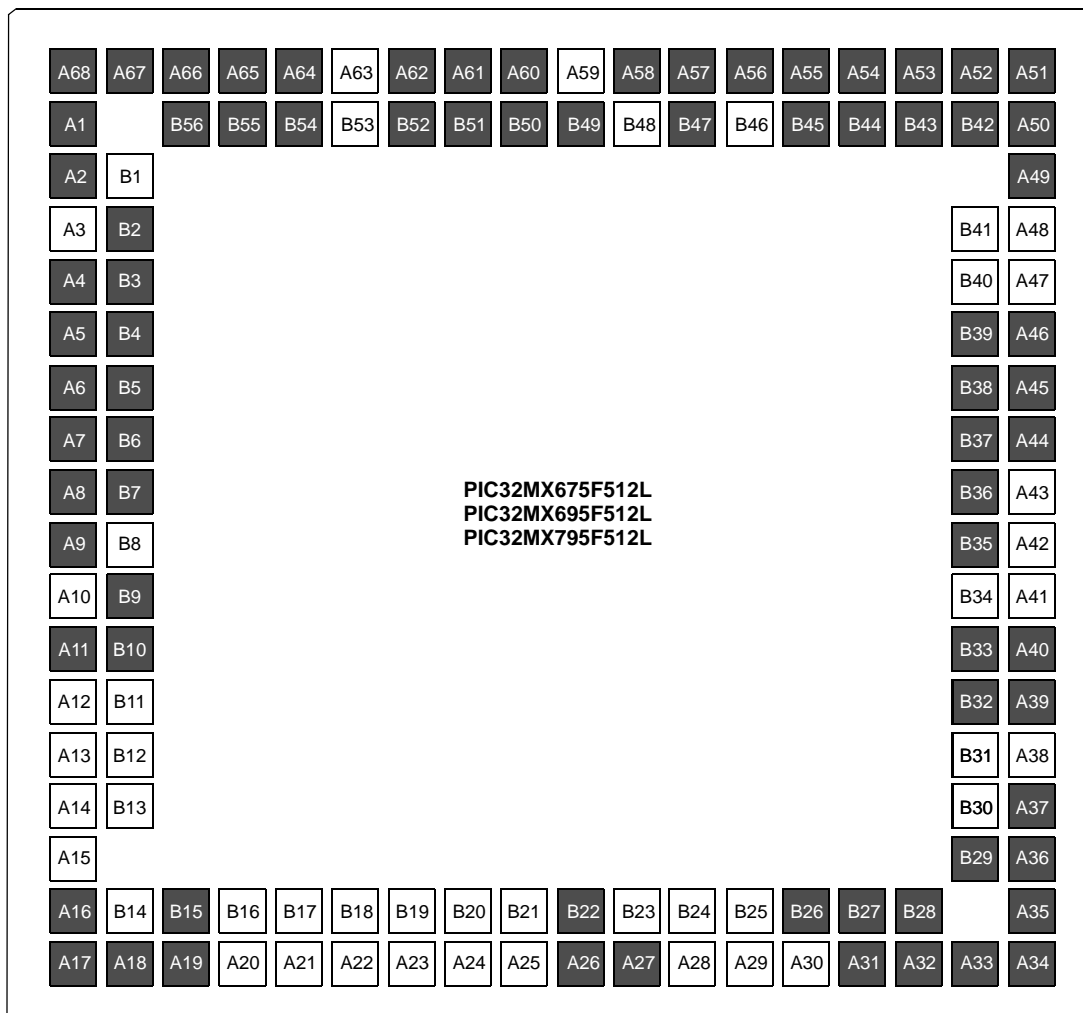 A68 A67 A66 A65 A64 A63 A62 A61 A60 A59 A58 A57 A56 A55 A54 A53 A52 A51
A1 B56 B55 B54 B53 B52 B51 B50 B49 B48 B47 B46 B45 B44 B43 B42 A50
A2 B1 A49
A3 B2 B41 A48
A4 B3 B40 A47
A5 B4 B39 A46
A6 B5 B38 A45
A7 B6 B37 A44
A8 B7 B36 A43
PIC32MX675F512L
PIC32MX695F512L
PIC32MX795F512L
A9 B8 B35 A42
A10 B9 B34 A41
A11 B10 B33 A40
A12 B11 B32 A39
A13 B12 B31 A38
A14 B13 B30 A37
A15 B29 A36
A16 B14 B15 B16 B17 B18 B19 B20 B21 B22 B23 B24 B25 B26 B27 B28 A35
A17 A18 A19 A20 A21 A22 A23 A24 A25 A26 A27 A28 A29 A30 A31 A32 A33 A34